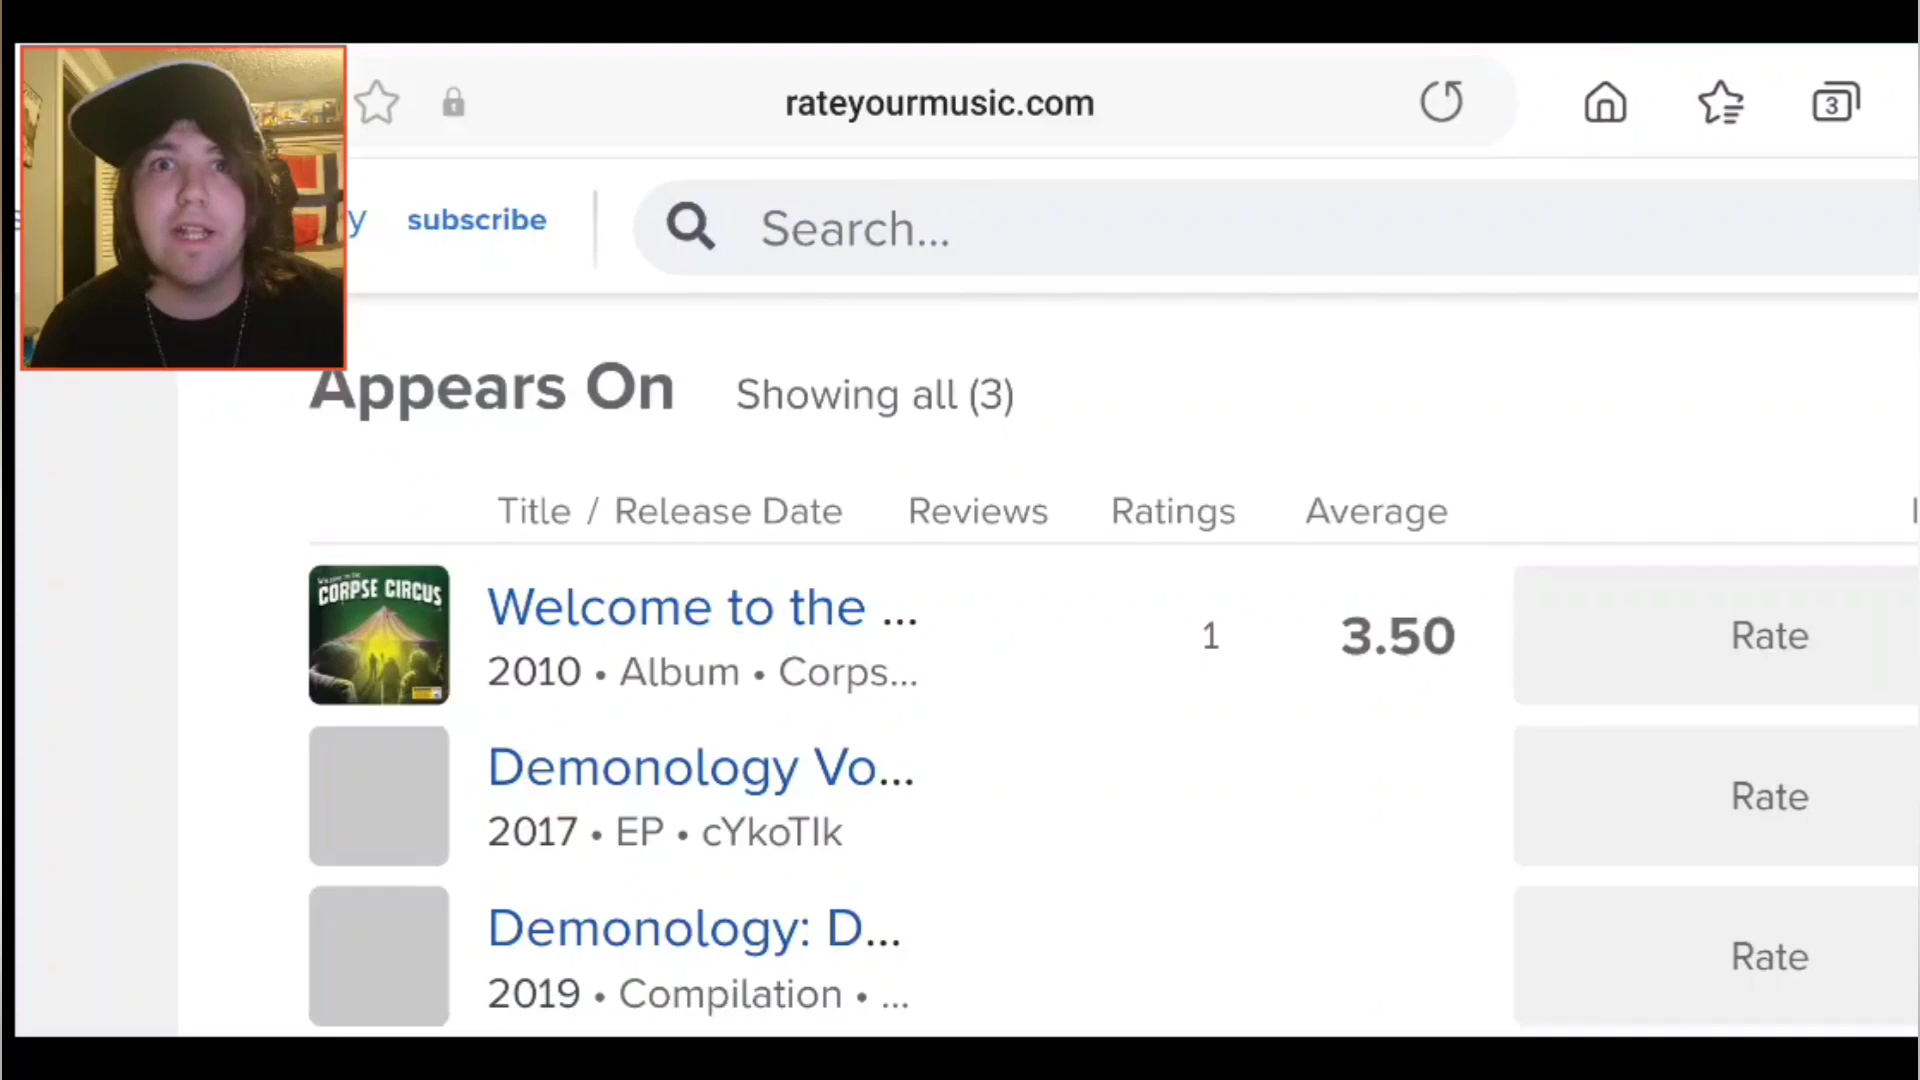 rateyourmusic.com
3
y
subscribe
Search...
Appears On
Showing all (3)
Title / Release Date
Reviews
Ratings
Average
CORPSE CIRCUS
Welcome to the ...
1
3.50
Rate
2010 • Album • Corps...
Demonology Vo...
Rate
2017 • EP • cYkoTIk
Demonology: D...
Rate
2019 • Compilation • ...